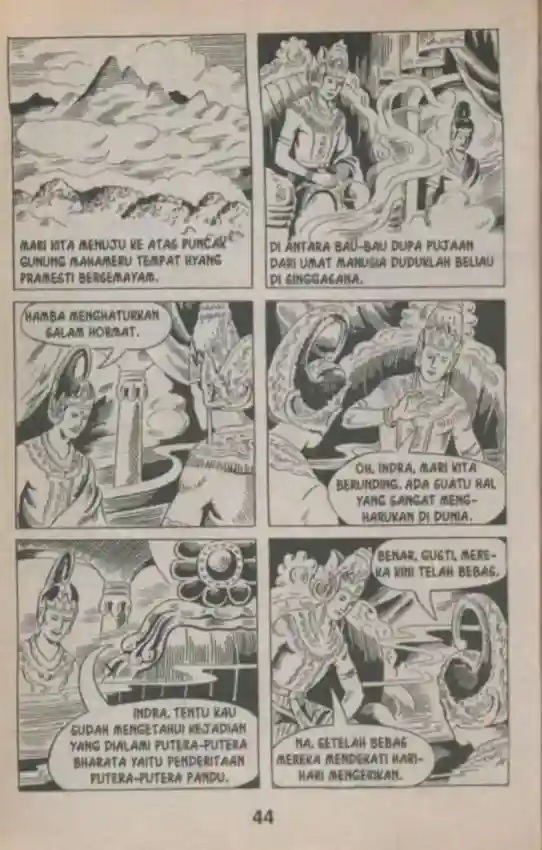 MARI KITA MENUJU KE ATAS PUNCAK
GUNUNG MAHAMERU TEMPAT HYANG
PRAMESTI BERSEMAYAM.
DI ANTARA BAU-BAU DUPA PUJAAN
DARI UMAT MANUSIA DUDUKLAH BELIAU
DI SINGGASANA.
HAMBA MENGHATURKAN
SALAM HORMAT.
OH, INDRA, MARI KITA
BERUNDING. ADA SUATU HAL
YANG SANGAT MENG-
HARUKAN DI DUNIA.
INDRA, TENTU KAU
SUDAH MENGETAHUI KEJADIAN
YANG DIALAMI PUTERA-PUTERA
BHARATA YAITU PENDERITAAN
PUTERA-PUTERA PANDU.
BENAR, GUSTI, MERE-
KA KINI TELAH BEBAS.
NA, SETELAH BEBAS
MEREKA MENDEKATI HARI-
HARI MENGERIKAN.
44